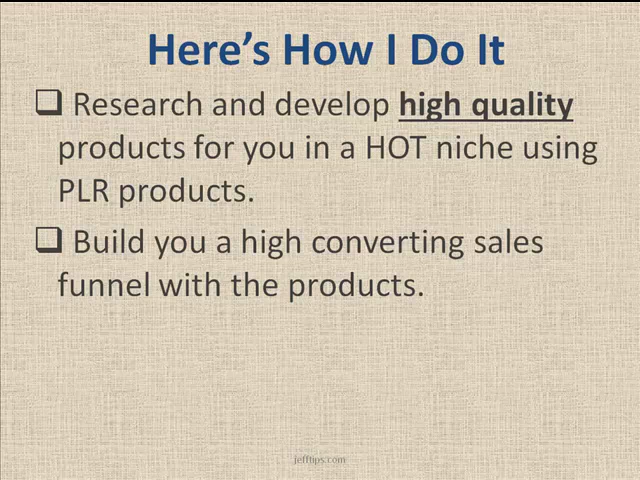 Here's How I Do It
❑ Research and develop high quality
products for you in a HOT niche using
PLR products.
❑ Build you a high converting sales
funnel with the products.
jefftips.com